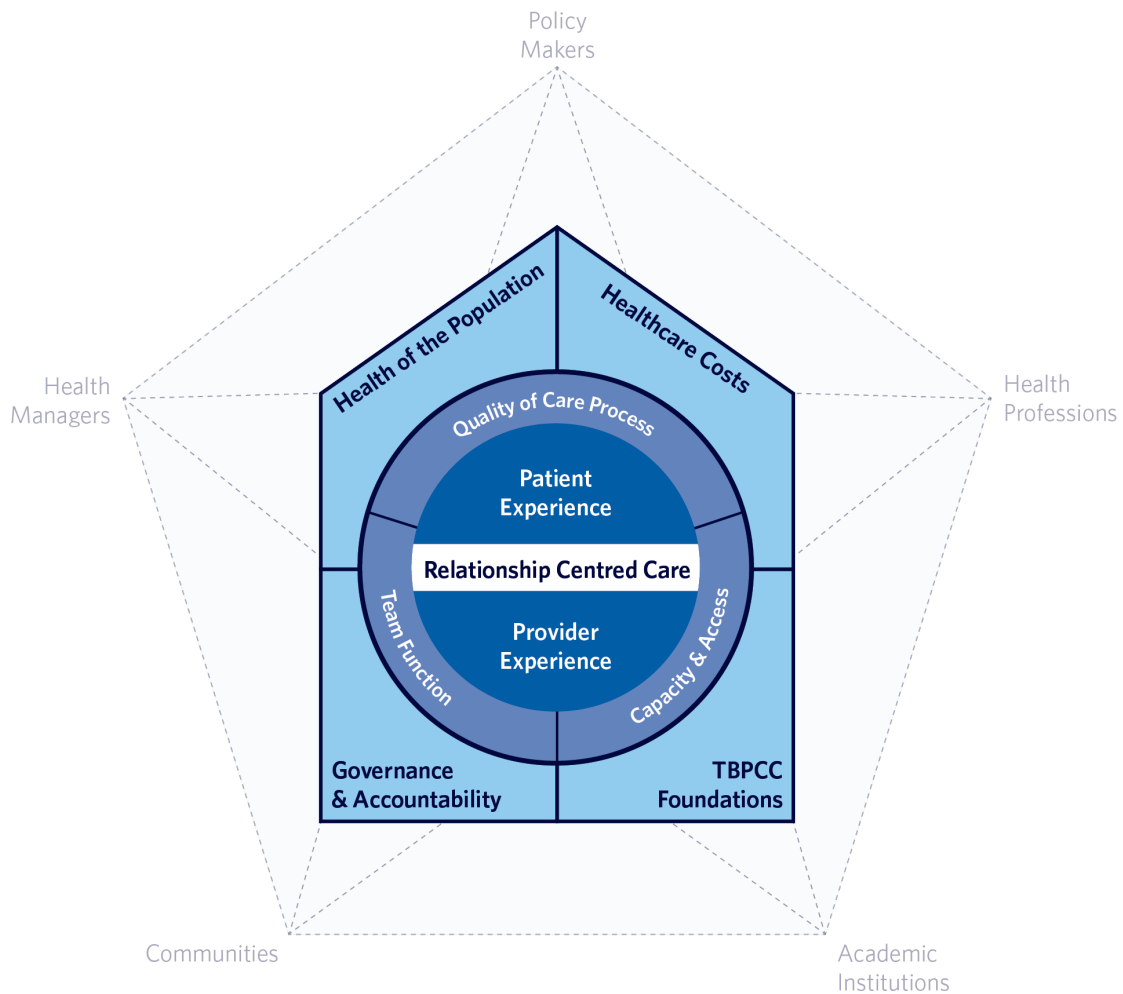 Policy
Makers
Health of the Population
Healthcare Costs
Health
Managers
Health
Professions
Quality of Care Process
Patient
Experience
Relationship Centred Care
Team Function
Provider
Experience
Capacity & Access
Governance
& Accountability
TBPCC
Foundations
Communities
Academic
Institutions